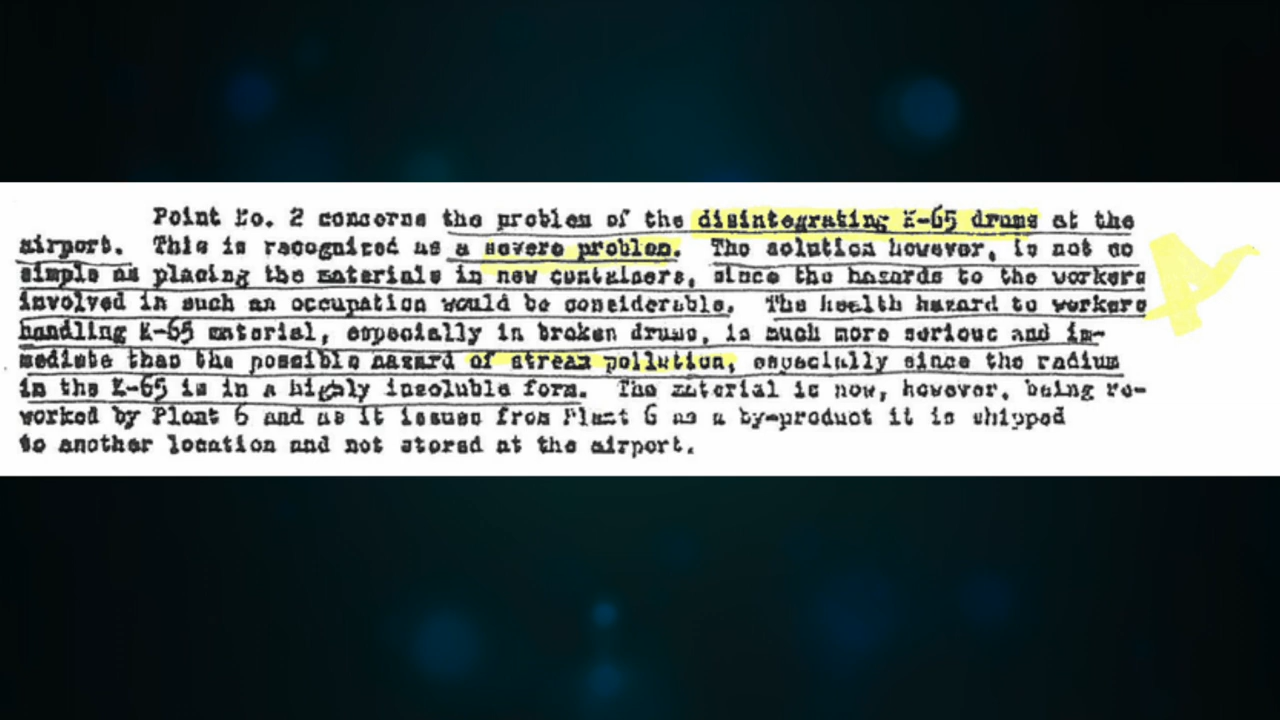 Point No. 2 concerns the problem of the disintegrating K-65 drums at the
airport. This is recognized as a severe problem. The solution however, is not so
simple as placing the materials in new containers, since the hazards to the workers
involved in such an occupation would be considerable. The health hazard to workers
handling K-65 material, especially in broken drums, is much more serious and im-
mediate than the possible hazard of stream pollution, especially since the radium
in the K-65 is in a highly insoluble form. The material is now, however, being re-
worked by Plant 6 and as it issues from Plant 6 as a by-product it is shipped
to another location and not stored at the airport.